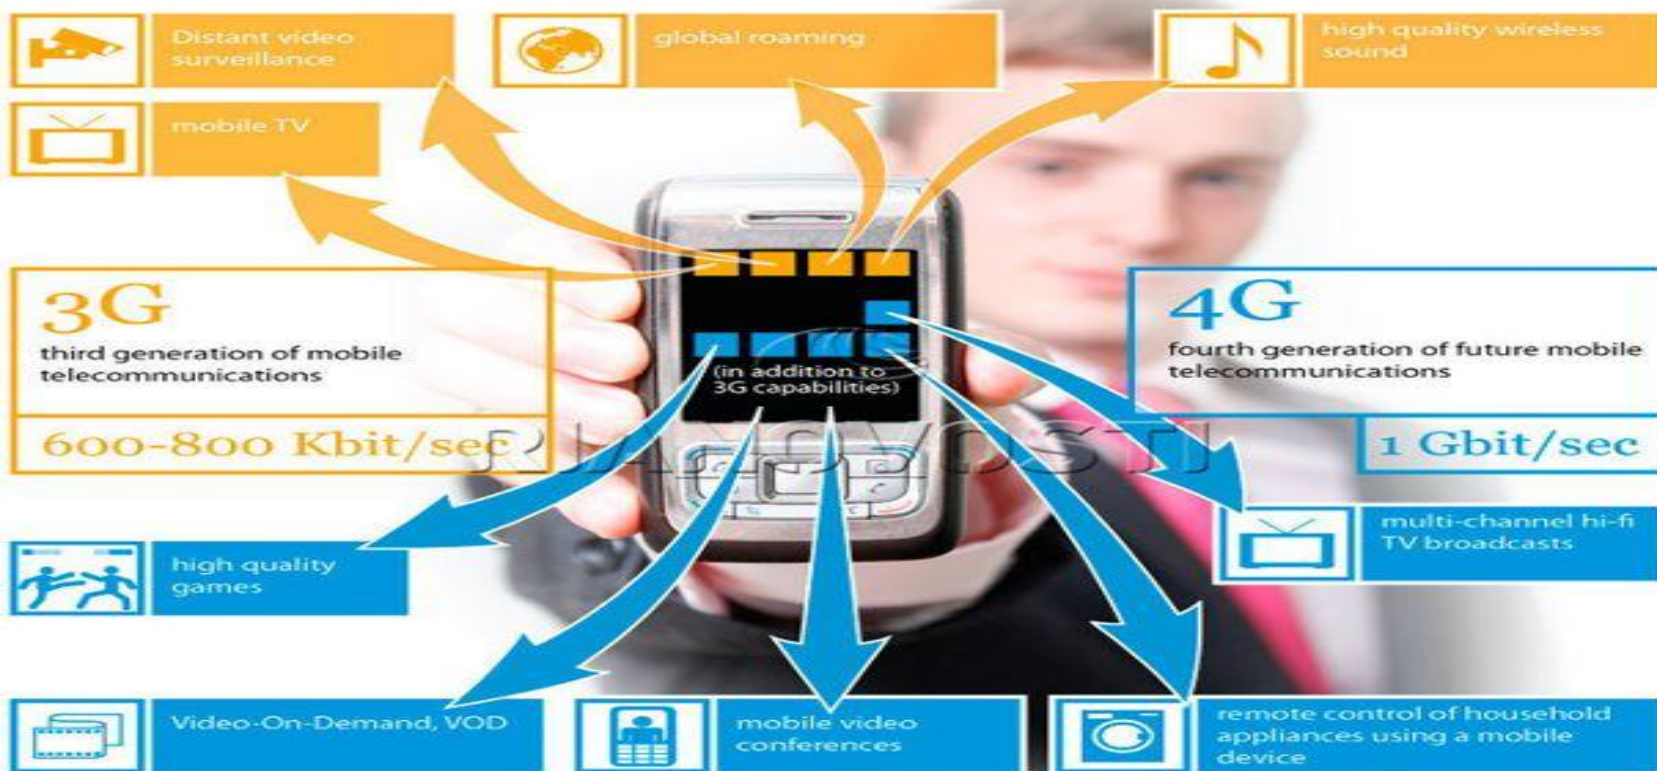 Distant video
surveillance
global roaming
high quality wireless
sound
mobile TV
3G
third generation of mobile
telecommunications
600-800 Kbit/sec
4G
fourth generation of future mobile
telecommunications
1 Gbit/sec
(in addition to
3G capabilities)
RIANOVOSTI
high quality
games
multi-channel hi-fi
TV broadcasts
Video-On-Demand, VOD
mobile video
conferences
remote control of household
appliances using a mobile
device